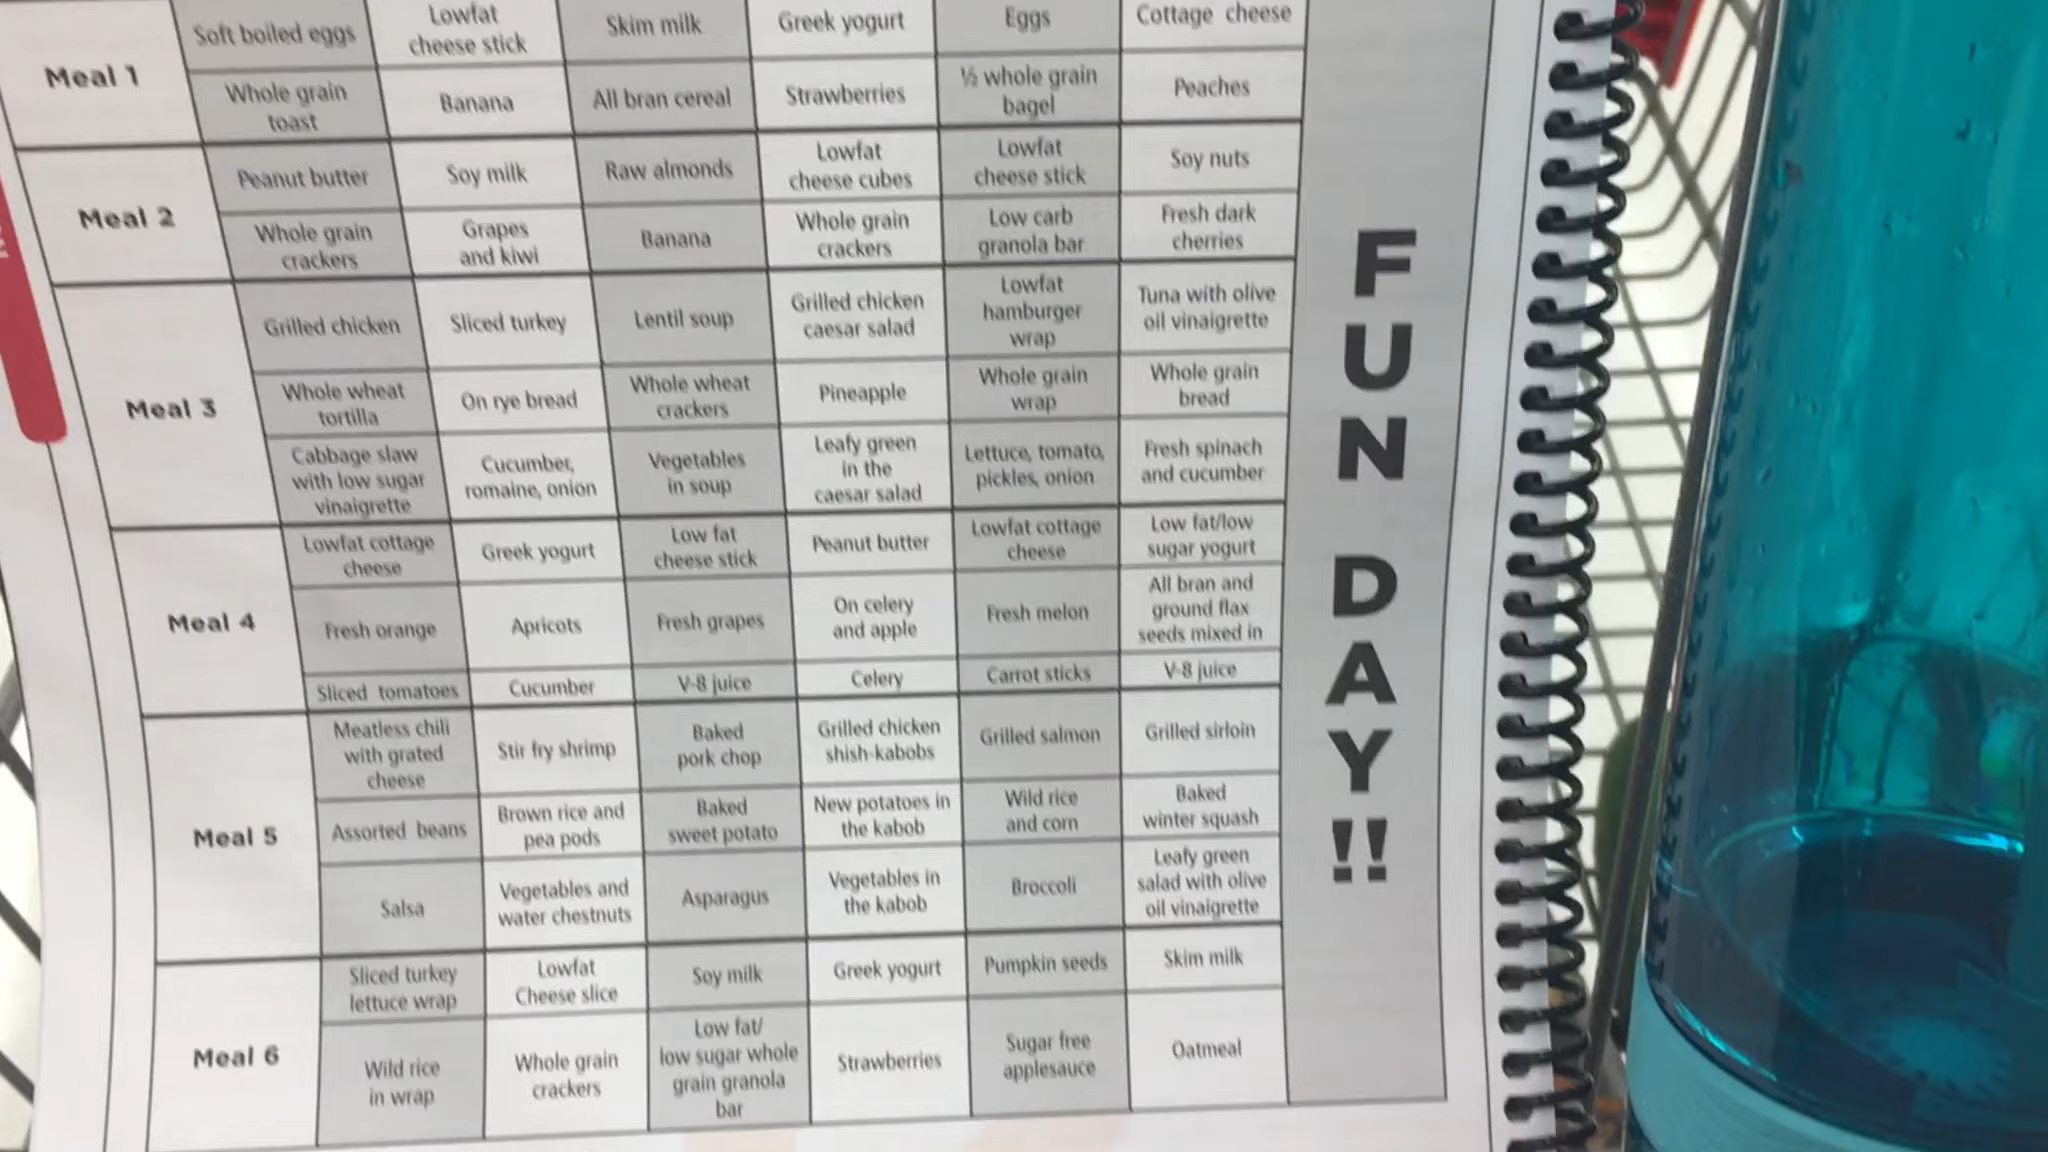 Meal 1
Soft boiled eggs
Lowfat
cheese stick
Skim milk
Greek yogurt
Eggs
Cottage cheese
Whole grain
toast
Banana
All bran cereal
Strawberries
½ whole grain
bagel
Peaches
Meal 2
Peanut butter
Soy milk
Raw almonds
Lowfat
cheese cubes
Lowfat
cheese stick
Soy nuts
Whole grain
crackers
Grapes
and kiwi
Banana
Whole grain
crackers
Low carb
granola bar
Fresh dark
cherries
Meal 3
Grilled chicken
Sliced turkey
Lentil soup
Grilled chicken
caesar salad
Lowfat
hamburger
wrap
Tuna with olive
oil vinaigrette
Whole wheat
tortilla
On rye bread
Whole wheat
crackers
Pineapple
Whole grain
wrap
Whole grain
bread
Cabbage slaw
with low sugar
vinaigrette
Cucumber,
romaine, onion
Vegetables
in soup
Leafy green
in the
caesar salad
Lettuce, tomato,
pickles, onion
Fresh spinach
and cucumber
Meal 4
Lowfat cottage
cheese
Greek yogurt
Low fat
cheese stick
Peanut butter
Lowfat cottage
cheese
Low fat/low
sugar yogurt
Fresh orange
Apricots
Fresh grapes
On celery
and apple
Fresh melon
All bran and
ground flax
seeds mixed in
Sliced tomatoes
Cucumber
V-8 juice
Celery
Carrot sticks
V-8 juice
Meal 5
Meatless chili
with grated
cheese
Stir fry shrimp
Baked
pork chop
Grilled chicken
shish-kabobs
Grilled salmon
Grilled sirloin
Assorted beans
Brown rice and
pea pods
Baked
sweet potato
New potatoes in
the kabob
Wild rice
and corn
Baked
winter squash
Salsa
Vegetables and
water chestnuts
Asparagus
Vegetables in
the kabob
Broccoli
Leafy green
salad with olive
oil vinaigrette
Meal 6
Sliced turkey
lettuce wrap
Lowfat
Cheese slice
Soy milk
Greek yogurt
Pumpkin seeds
Skim milk
Wild rice
in wrap
Whole grain
crackers
Low fat/
low sugar whole
grain granola
bar
Strawberries
Sugar free
applesauce
Oatmeal
FUN DAY!!